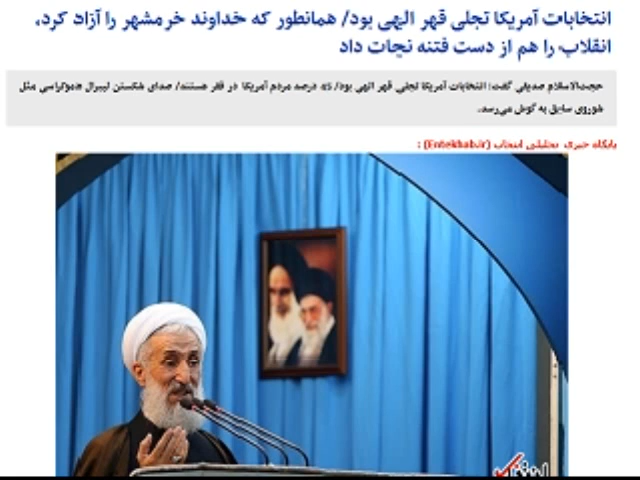 انتخابات آمریکا تجلی قهر الهی بود/ همانطور که خداوند خرمشهر را آزاد کرد،
انقلاب را هم از دست فتنه نجات داد
حجت‌الاسلام صدیقی گفت: انتخابات آمریکا تجلی قهر الهی بود/ 45 درصد مردم آمریکا در فقر هستند/ صدای شکستن لیبرال دموکراسی مثل
شوروی سابق به گوش می‌رسد.
پایگاه خبری تحلیلی انتخاب (Entekhab.ir) :
انتخاب